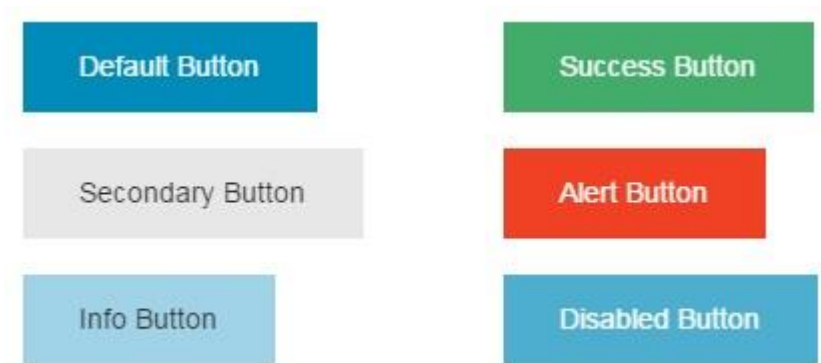 Default Button
Success Button
Secondary Button
Alert Button
Info Button
Disabled Button